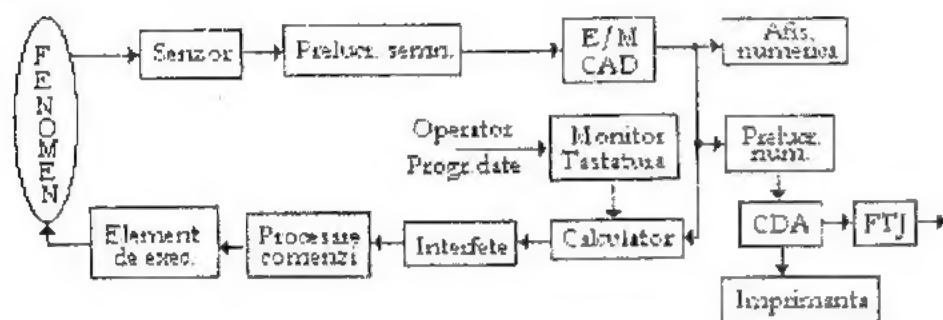 FENOMEN
Senzor
Prelucr. semn.
E/M
CAD
Afis.
numerica
Operator
Progr.date
Monitor
Tastatura
Prelucr.
num.
Element
de exec.
Procesare
comenzi
Interfete
Calculator
CDA
FTJ
Imprimanta